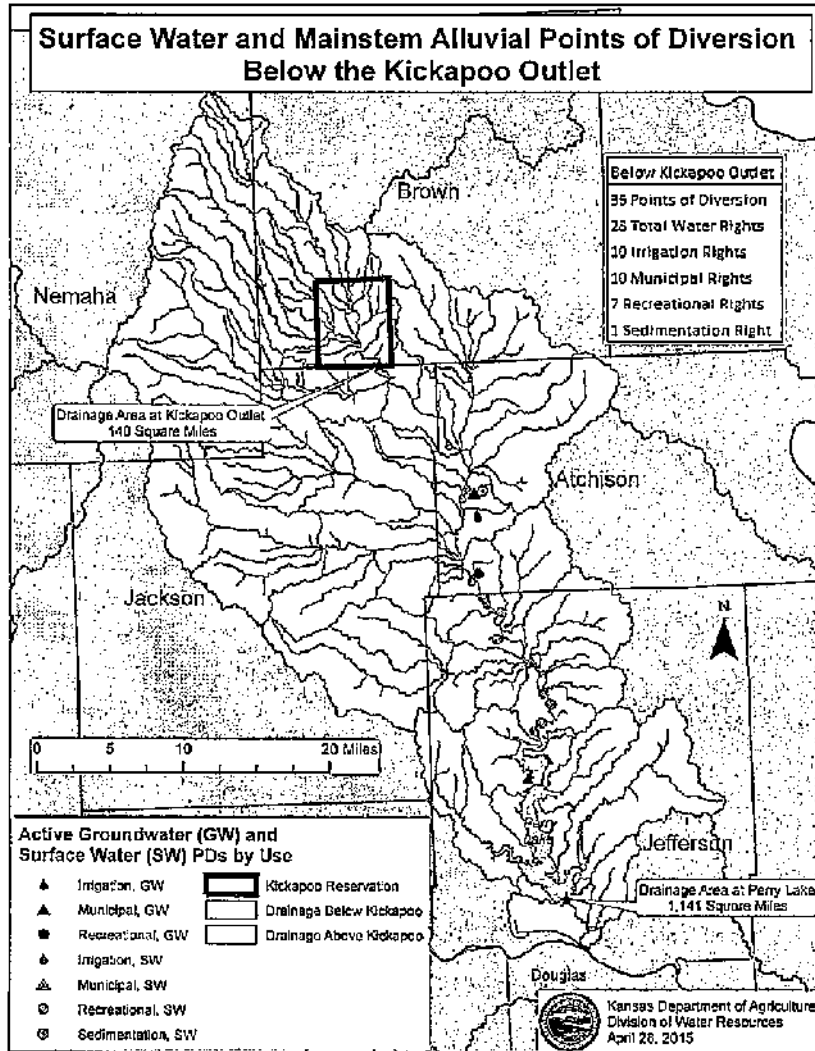 Surface Water and Mainstem Alluvial Points of Diversion
Below the Kickapoo Outlet
Brown
Below Kickapoo Outlet
35 Points of Diversion
28 Total Water Rights
10 Irrigation Rights
10 Municipal Rights
7 Recreational Rights
1 Sedimentation Right
Nemaha
Drainage Area at Kickapoo Outlet
140 Square Miles
Atchison
Jackson
N
0 5 10 20 Miles
Perry
Lake
Jefferson
Active Groundwater (GW) and
Surface Water (SW) PDs by Use
Irrigation, GW
Municipal, GW
Recreational, GW
Irrigation, SW
Municipal, SW
Recreational, SW
Sedimentation, SW
Kickapoo Reservation
Drainage Below Kickapoo
Drainage Above Kickapoo
Drainage Area at Perry Lake
1,141 Square Miles
Douglas
Kansas Department of Agriculture
Division of Water Resources
April 28, 2015